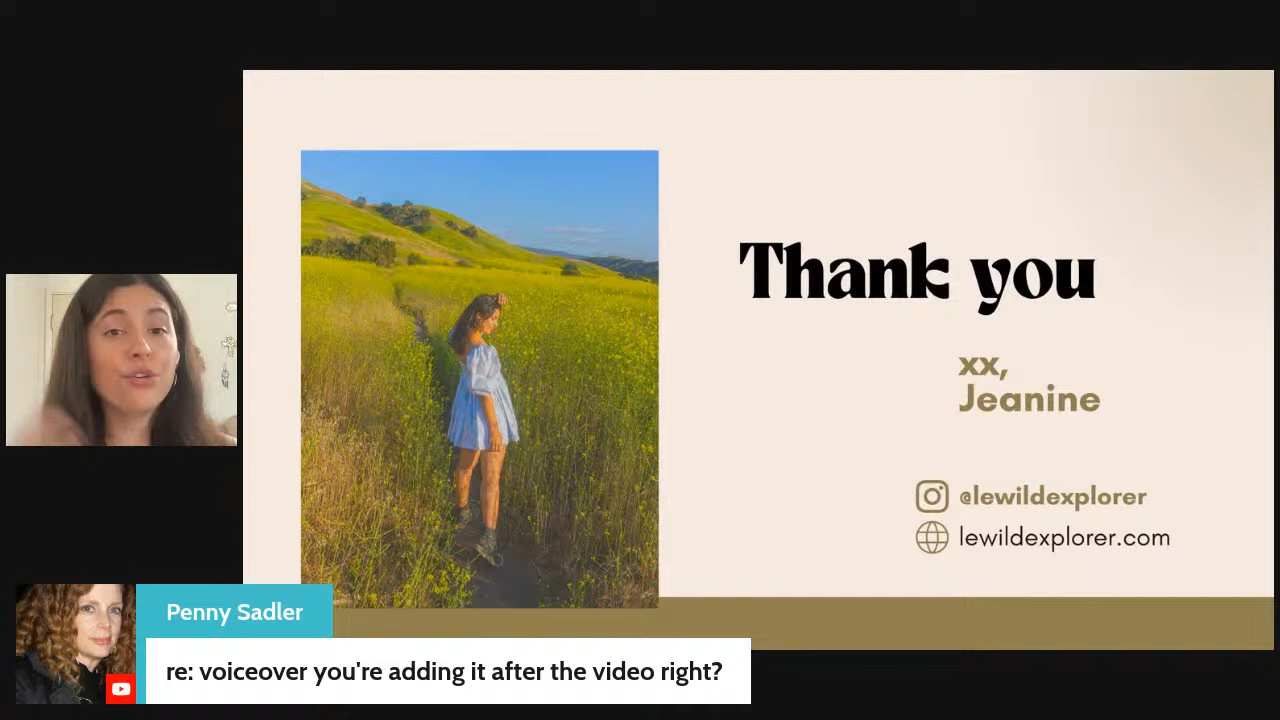 Thank you
xx,
Jeanine
@lewildexplorer
lewildexplorer.com
Penny Sadler
re: voiceover you're adding it after the video right?